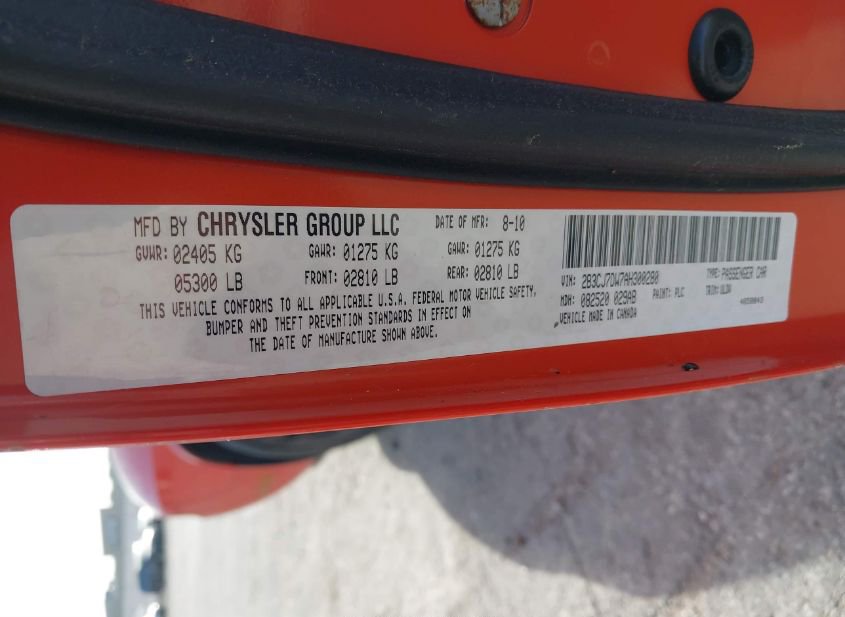 MFD BY CHRYSLER GROUP LLC DATE OF MFR: 8-10
GVWR: 02405 KG GAWR: 01275 KG GAWR: 01275 KG
05300 LB FRONT: 02810 LB REAR: 02810 LB
THIS VEHICLE CONFORMS TO ALL APPLICABLE U.S.A. FEDERAL MOTOR VEHICLE SAFETY,
BUMPER AND THEFT PREVENTION STANDARDS IN EFFECT ON
THE DATE OF MANUFACTURE SHOWN ABOVE.
VIN: 2B3CJ7DW7AH300280 TYPE: PASSENGER CAR
MDH: 082520 029AB PAINT: PLC TRIM:
VEHICLE MADE IN CANADA